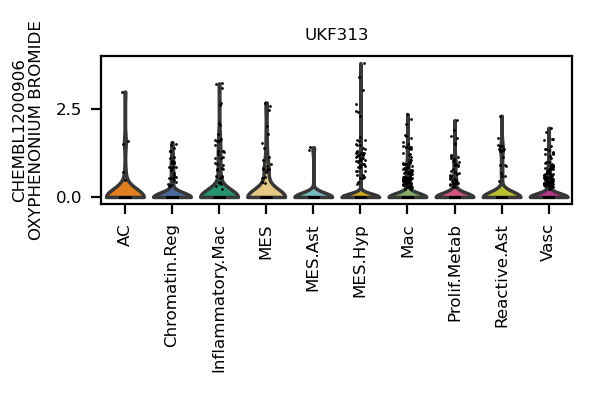 UKF313
CHEMBL1200906
OXYPHENONIUM BROMIDE
2.5
0.0
AC
Chromatin.Reg
Inflammatory.Mac
MES
MES.Ast
MES.Hyp
Mac
Prolif.Metab
Reactive.Ast
Vasc